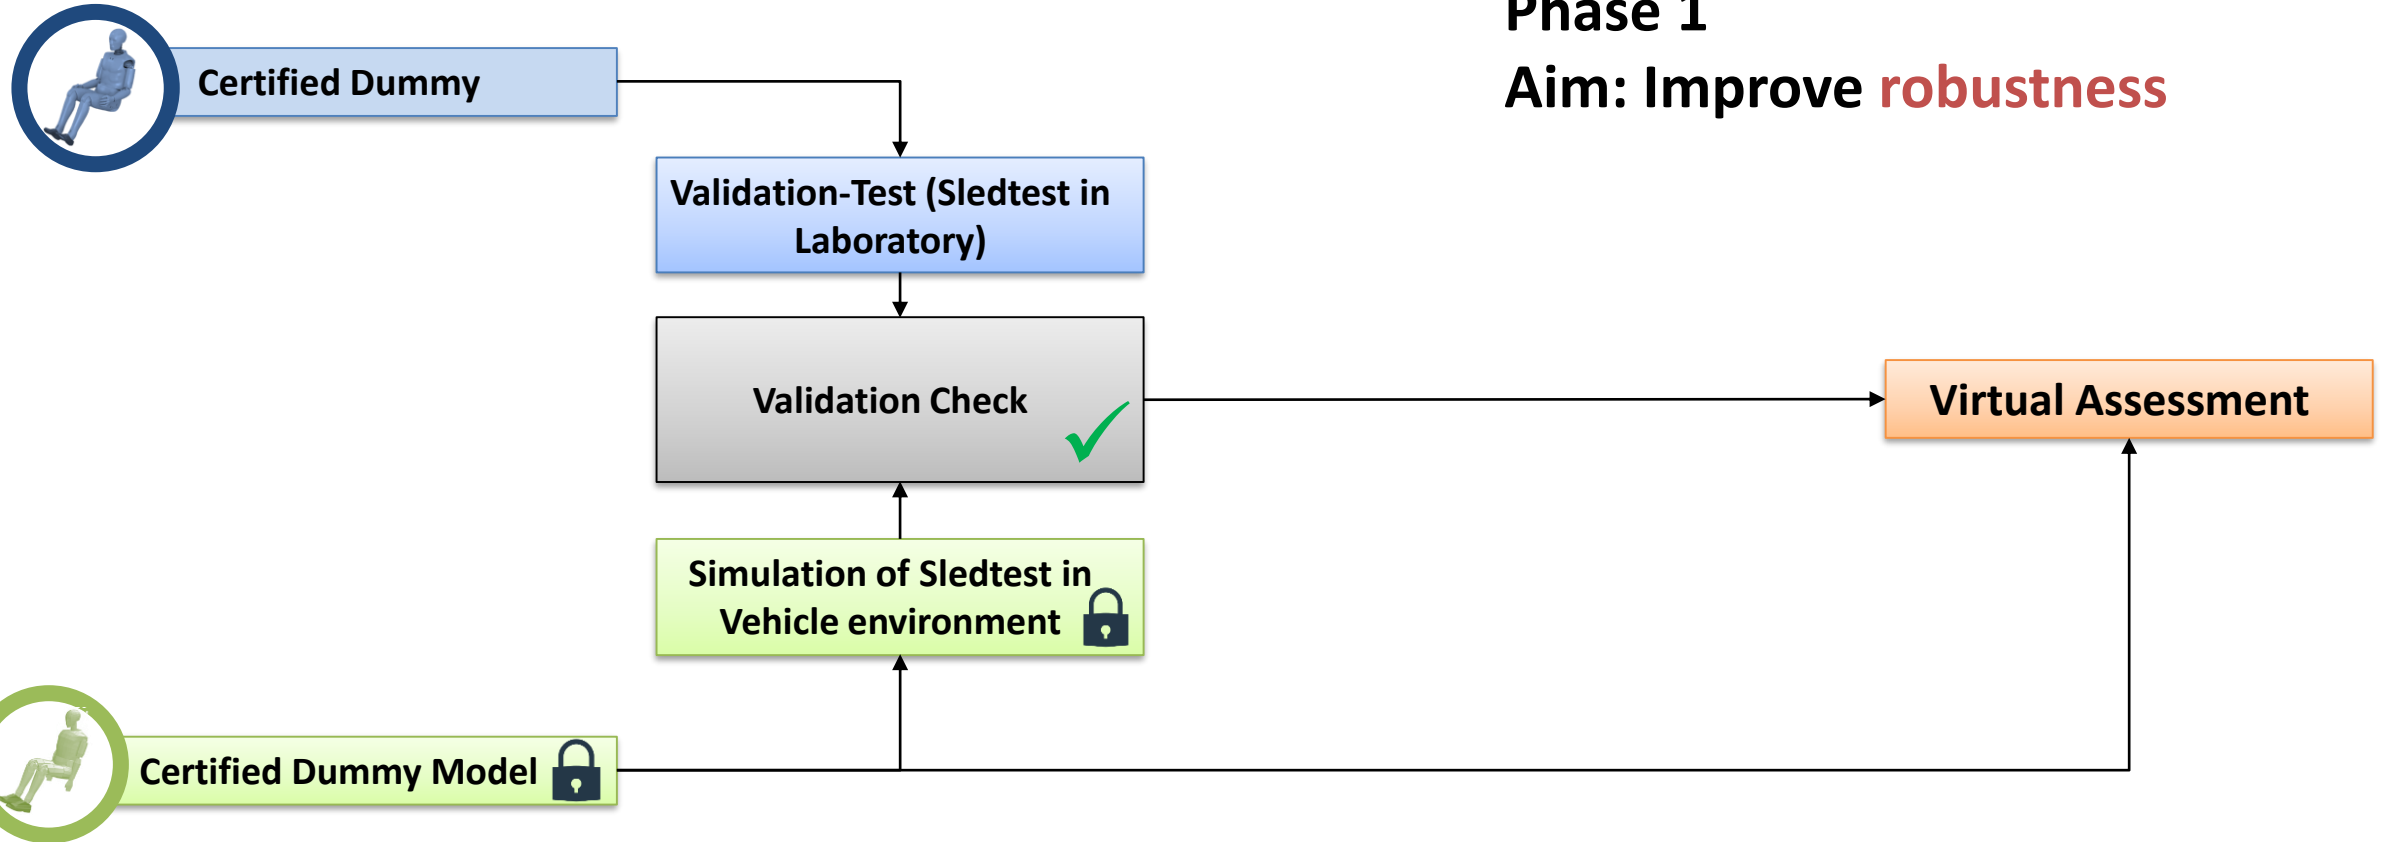 Phase 1
Aim: Improve robustness
Certified Dummy
Validation-Test (Sledtest in
Laboratory)
Validation Check
Virtual Assessment
Simulation of Sledtest in
Vehicle environment
Certified Dummy Model